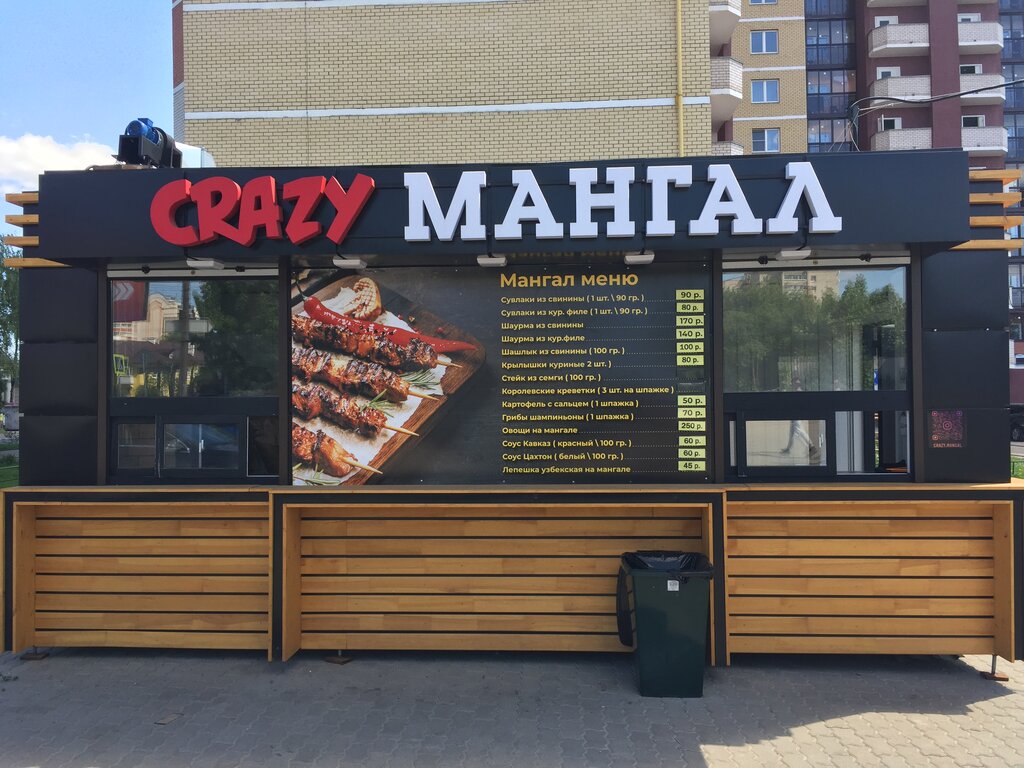 CRAZY МАНГАЛ
Мангал меню
Сувлаки из свинины ( 1 шт. \ 90 гр. ) 90 р.
Сувлаки из кур. филе ( 1 шт. \ 90 гр. ) 80 р.
Шаурма из свинины 170 р.
Шаурма из кур.филе 140 р.
Шашлык из свинины ( 100 гр. ) 100 р.
Крылышки куриные 2 шт. ) 80 р.
Стейк из семги ( 100 гр. )
Королевские креветки ( 3 шт. на шпажке )
Картофель с сальцем ( 1 шпажка ) 50 р.
Грибы шампиньоны ( 1 шпажка ) 70 р.
Овощи на мангале 250 р.
Соус Кавказ ( красный \ 100 гр. ) 60 р.
Соус Цахтон ( белый \ 100 гр. ) 60 р.
Лепешка узбекская на мангале 45 р.
CRAZY.MANGAL